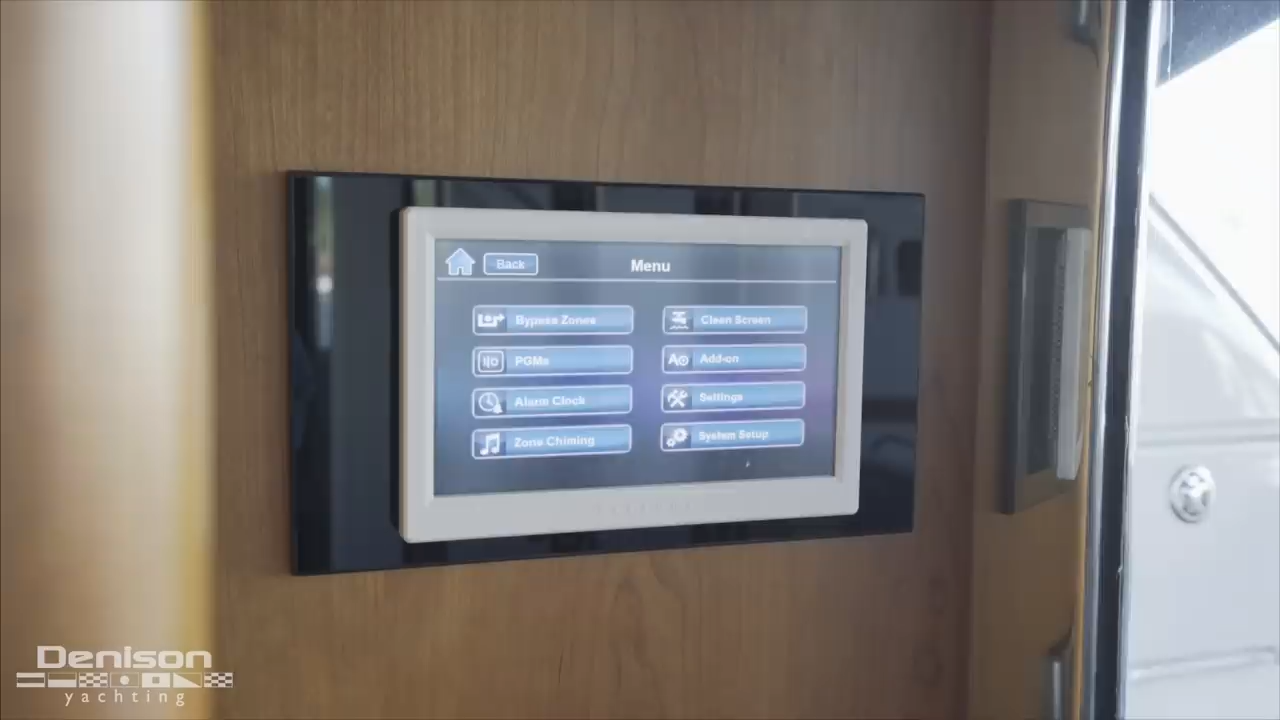 Back
Menu
Bypass Zones
Clean Screen
PGMs
Add-on
Alarm Clock
Settings
Zone Chiming
System Setup
Denison
yachting